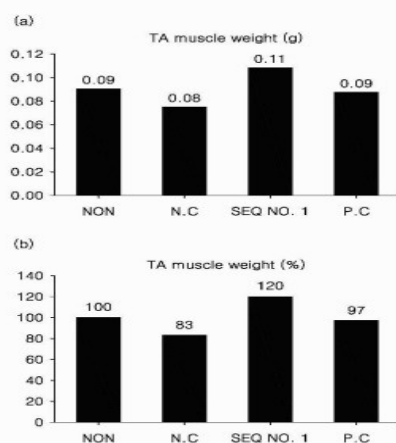 (a)
TA muscle weight (g)
0.12
0.10
0.08
0.06
0.04
0.02
0.00
0.09
0.08
0.11
0.09
NON
N.C
SEQ NO. 1
P.C
(b)
TA muscle weight (%)
140
120
100
80
60
40
20
0
100
83
120
97
NON
N.C
SEQ NO. 1
P.C